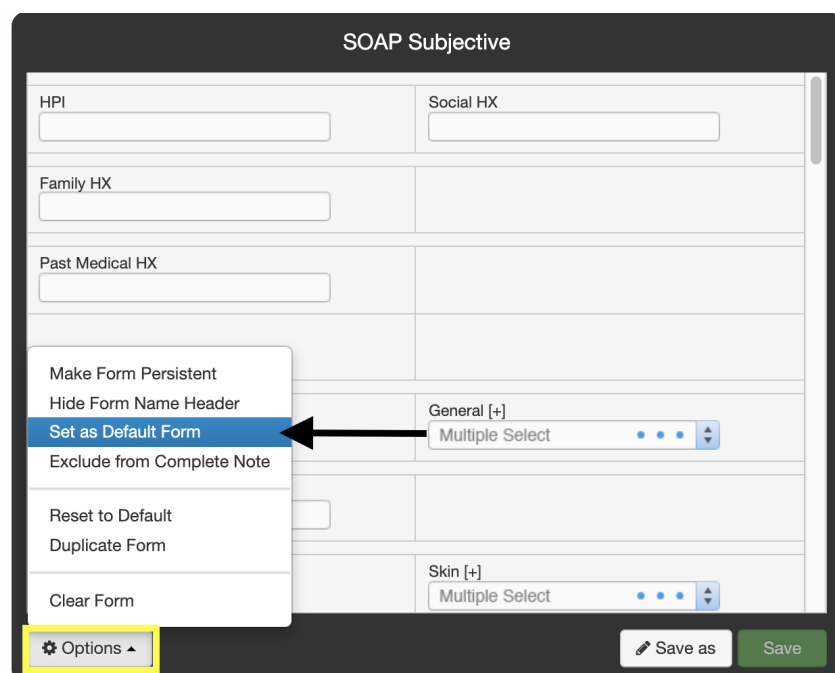 SOAP Subjective
HPI
Social HX
Family HX
Past Medical HX
Make Form Persistent
Hide Form Name Header
Set as Default Form
Exclude from Complete Note
Reset to Default
Duplicate Form
Clear Form
General [+]
Multiple Select
Skin [+]
Multiple Select
Options
Save as
Save